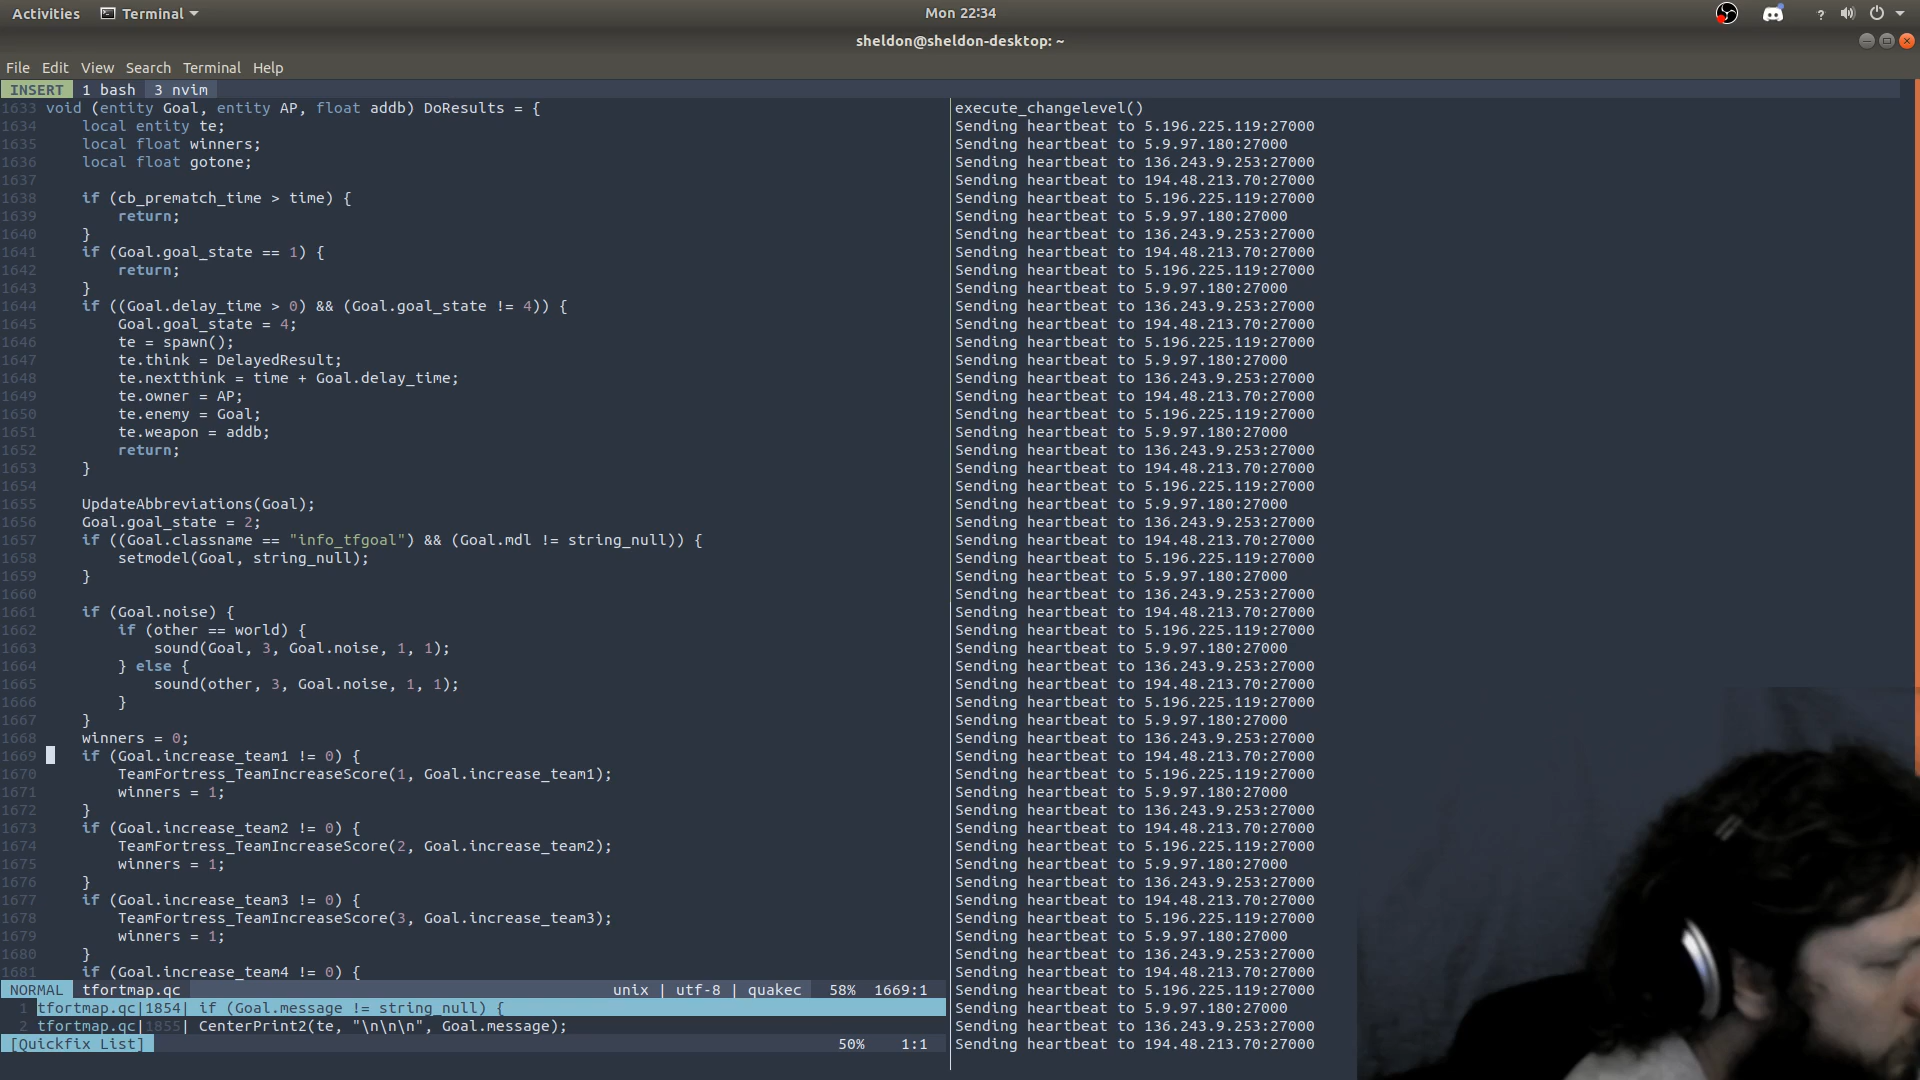 Activities
Terminal
Mon 22:34
sheldon@sheldon-desktop: ~
File Edit View Search Terminal Help
INSERT 1 bash 3 nvim
1633 void (entity Goal, entity AP, float addb) DoResults = {
1634     local entity te;
1635     local float winners;
1636     local float gotone;
1637
1638     if (cb_prematch_time > time) {
1639         return;
1640     }
1641     if (Goal.goal_state == 1) {
1642         return;
1643     }
1644     if ((Goal.delay_time > 0) && (Goal.goal_state != 4)) {
1645         Goal.goal_state = 4;
1646         te = spawn();
1647         te.think = DelayedResult;
1648         te.nextthink = time + Goal.delay_time;
1649         te.owner = AP;
1650         te.enemy = Goal;
1651         te.weapon = addb;
1652         return;
1653     }
1654
1655     UpdateAbbreviations(Goal);
1656     Goal.goal_state = 2;
1657     if ((Goal.classname == "info_tfgoal") && (Goal.mdl != string_null)) {
1658         setmodel(Goal, string_null);
1659     }
1660
1661     if (Goal.noise) {
1662         if (other == world) {
1663             sound(Goal, 3, Goal.noise, 1, 1);
1664         } else {
1665             sound(other, 3, Goal.noise, 1, 1);
1666         }
1667     }
1668     winners = 0;
1669     if (Goal.increase_team1 != 0) {
1670         TeamFortress_TeamIncreaseScore(1, Goal.increase_team1);
1671         winners = 1;
1672     }
1673     if (Goal.increase_team2 != 0) {
1674         TeamFortress_TeamIncreaseScore(2, Goal.increase_team2);
1675         winners = 1;
1676     }
1677     if (Goal.increase_team3 != 0) {
1678         TeamFortress_TeamIncreaseScore(3, Goal.increase_team3);
1679         winners = 1;
1680     }
1681     if (Goal.increase_team4 != 0) {
NORMAL tfortmap.qc unix | utf-8 | quakec 58% 1669:1
1 tfortmap.qc|1854| if (Goal.message != string_null) {
2 tfortmap.qc|1855| CenterPrint2(te, "\n\n\n", Goal.message);
[Quickfix List] 50% 1:1
execute_changelevel()
Sending heartbeat to 5.196.225.119:27000
Sending heartbeat to 5.9.97.180:27000
Sending heartbeat to 136.243.9.253:27000
Sending heartbeat to 194.48.213.70:27000
Sending heartbeat to 5.196.225.119:27000
Sending heartbeat to 5.9.97.180:27000
Sending heartbeat to 136.243.9.253:27000
Sending heartbeat to 194.48.213.70:27000
Sending heartbeat to 5.196.225.119:27000
Sending heartbeat to 5.9.97.180:27000
Sending heartbeat to 136.243.9.253:27000
Sending heartbeat to 194.48.213.70:27000
Sending heartbeat to 5.196.225.119:27000
Sending heartbeat to 5.9.97.180:27000
Sending heartbeat to 136.243.9.253:27000
Sending heartbeat to 194.48.213.70:27000
Sending heartbeat to 5.196.225.119:27000
Sending heartbeat to 5.9.97.180:27000
Sending heartbeat to 136.243.9.253:27000
Sending heartbeat to 194.48.213.70:27000
Sending heartbeat to 5.196.225.119:27000
Sending heartbeat to 5.9.97.180:27000
Sending heartbeat to 136.243.9.253:27000
Sending heartbeat to 194.48.213.70:27000
Sending heartbeat to 5.196.225.119:27000
Sending heartbeat to 5.9.97.180:27000
Sending heartbeat to 136.243.9.253:27000
Sending heartbeat to 194.48.213.70:27000
Sending heartbeat to 5.196.225.119:27000
Sending heartbeat to 5.9.97.180:27000
Sending heartbeat to 136.243.9.253:27000
Sending heartbeat to 194.48.213.70:27000
Sending heartbeat to 5.196.225.119:27000
Sending heartbeat to 5.9.97.180:27000
Sending heartbeat to 136.243.9.253:27000
Sending heartbeat to 194.48.213.70:27000
Sending heartbeat to 5.196.225.119:27000
Sending heartbeat to 5.9.97.180:27000
Sending heartbeat to 136.243.9.253:27000
Sending heartbeat to 194.48.213.70:27000
Sending heartbeat to 5.196.225.119:27000
Sending heartbeat to 5.9.97.180:27000
Sending heartbeat to 136.243.9.253:27000
Sending heartbeat to 194.48.213.70:27000
Sending heartbeat to 5.196.225.119:27000
Sending heartbeat to 5.9.97.180:27000
Sending heartbeat to 136.243.9.253:27000
Sending heartbeat to 194.48.213.70:27000
Sending heartbeat to 5.196.225.119:27000
Sending heartbeat to 5.9.97.180:27000
Sending heartbeat to 136.243.9.253:27000
Sending heartbeat to 194.48.213.70:27000